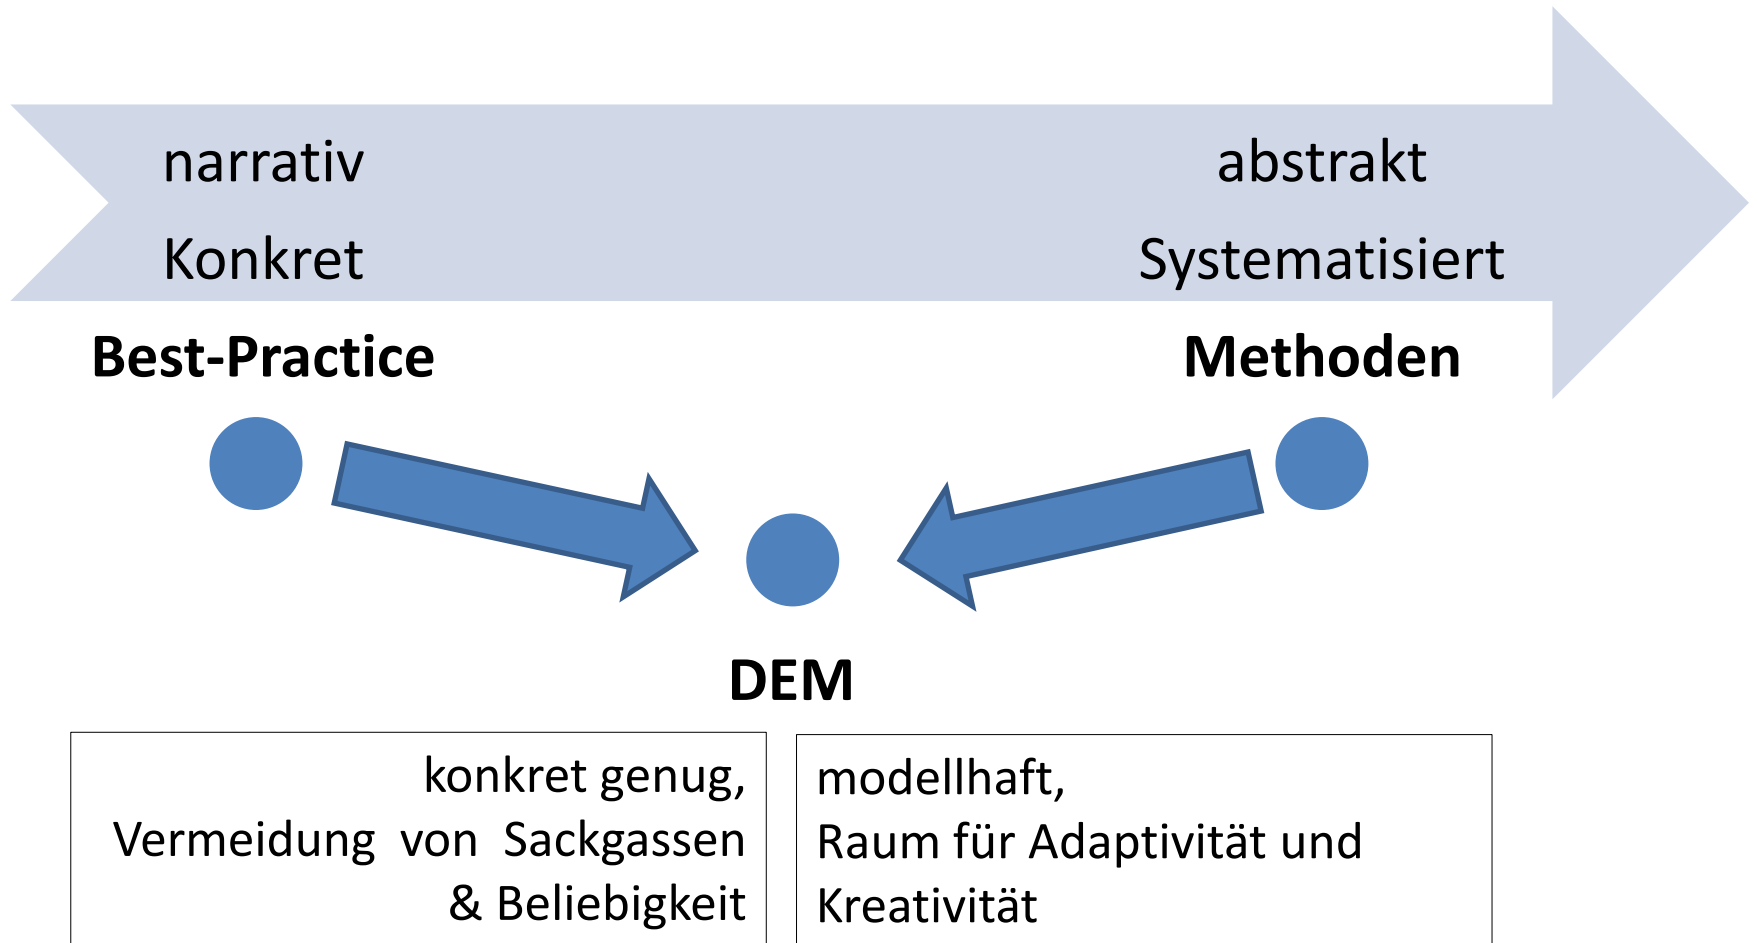 narrativ
abstrakt
Konkret
Systematisiert
Best-Practice
Methoden
DEM
konkret genug,
Vermeidung von Sackgassen
& Beliebigkeit
modellhaft,
Raum für Adaptivität und
Kreativität